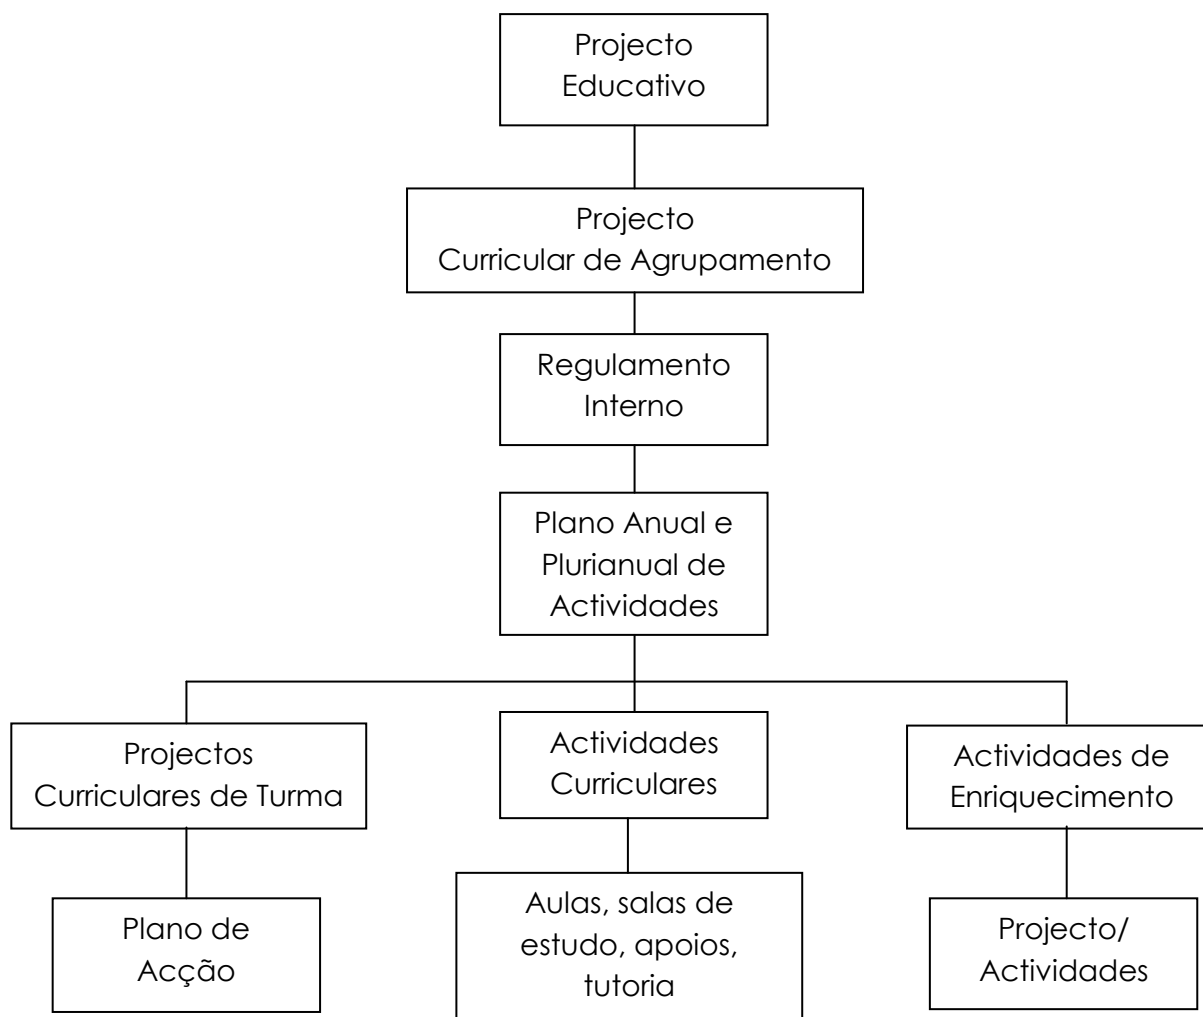 Projecto
Educativo
Projecto
Curricular de Agrupamento
Regulamento
Interno
Plano Anual e
Plurianual de
Actividades
Projectos
Curriculares de Turma
Actividades
Curriculares
Actividades de
Enriquecimento
Plano de
Acção
Aulas, salas de
estudo, apoios,
tutoria
Projecto/
Actividades